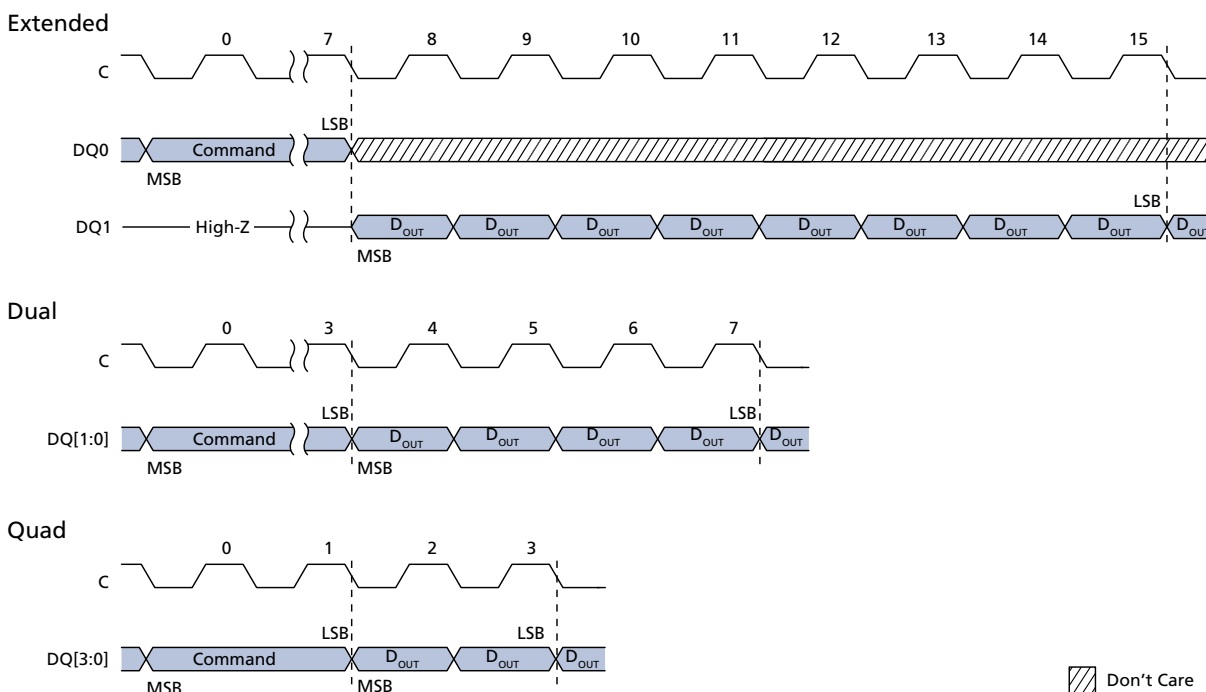 Extended
0 7 8 9 10 11 12 13 14 15
C
LSB
DQ0 Command
MSB
LSB
DQ1 High-Z DOUT DOUT DOUT DOUT DOUT DOUT DOUT DOUT DOUT
MSB
Dual
0 3 4 5 6 7
C
LSB LSB
DQ[1:0] Command DOUT DOUT DOUT DOUT DOUT
MSB MSB
Quad
0 1 2 3
C
LSB LSB
DQ[3:0] Command DOUT DOUT DOUT
MSB MSB
Don't Care